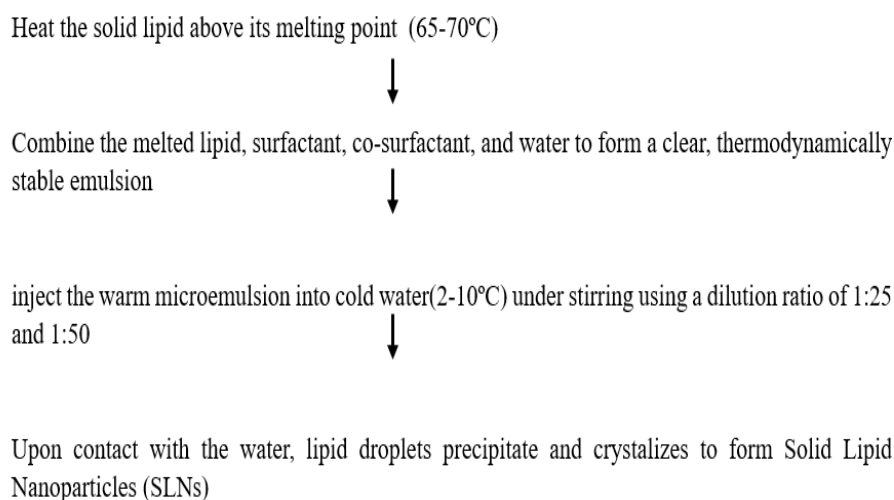 Heat the solid lipid above its melting point (65-70ºC)
Combine the melted lipid, surfactant, co-surfactant, and water to form a clear, thermodynamically
stable emulsion
inject the warm microemulsion into cold water(2-10ºC) under stirring using a dilution ratio of 1:25
and 1:50
Upon contact with the water, lipid droplets precipitate and crystalizes to form Solid Lipid
Nanoparticles (SLNs)